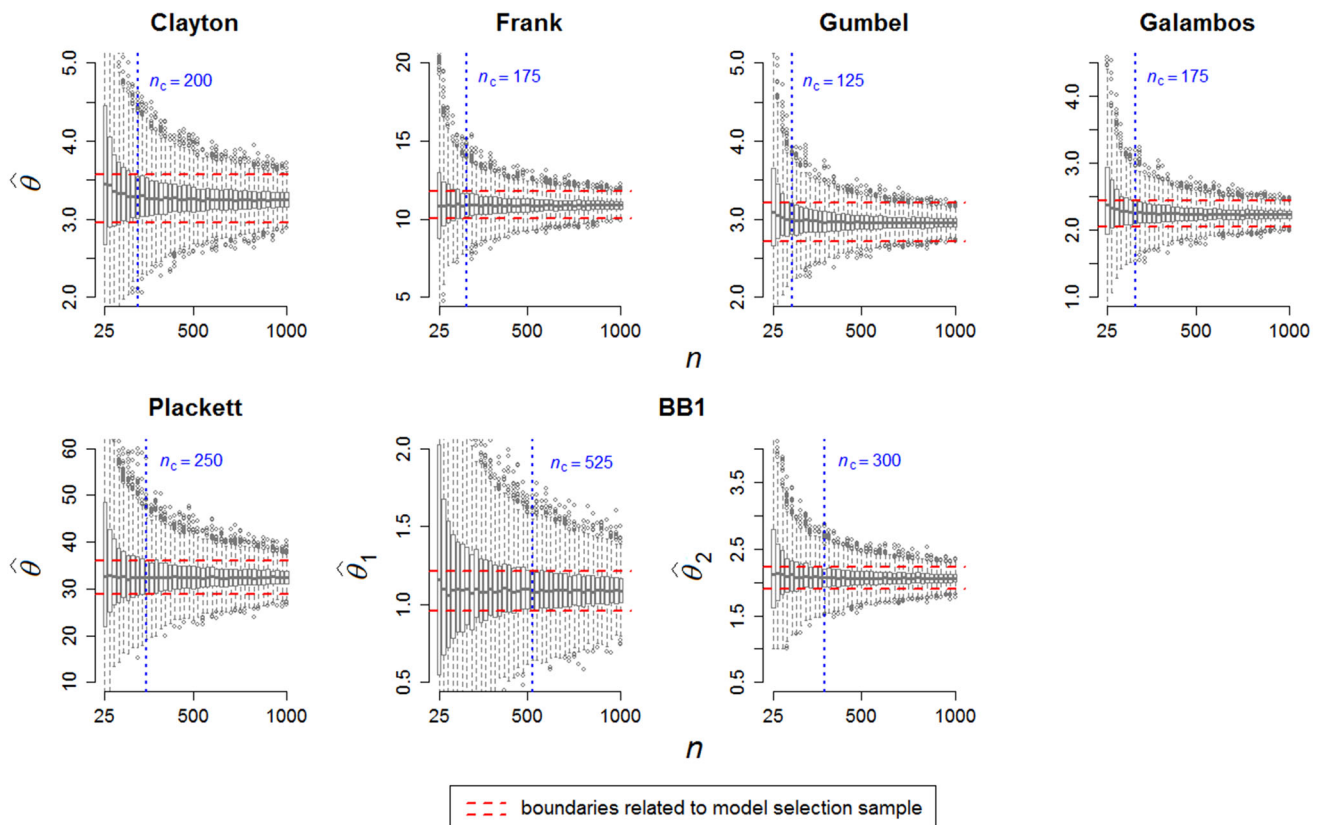 Clayton
Frank
Gumbel
Galambos
5.0
4.0
3.0
2.0
θ̂
n_c = 200
25
500
1000
20
15
10
5
n_c = 175
25
500
1000
5.0
4.0
3.0
2.0
n_c = 125
25
500
1000
4.0
3.0
2.0
1.0
n_c = 175
25
500
1000
n
Plackett
BB1
60
50
40
30
20
10
θ̂
n_c = 250
25
500
1000
2.0
1.5
1.0
0.5
θ̂_1
n_c = 525
25
500
1000
3.5
2.5
1.5
0.5
θ̂_2
n_c = 300
25
500
1000
n
boundaries related to model selection sample